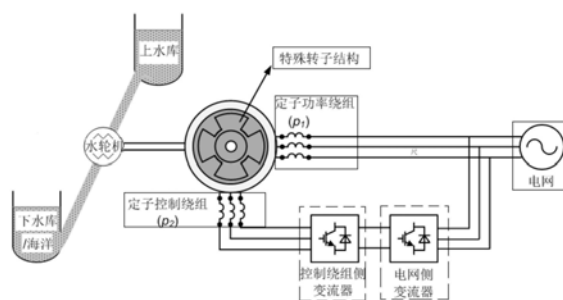 上水库
特殊转子结构
定子功率绕组
(p₁)
水轮机
电网
定子控制绕组
(p₂)
下水库
/海洋
控制绕组侧
变流器
电网侧
变流器